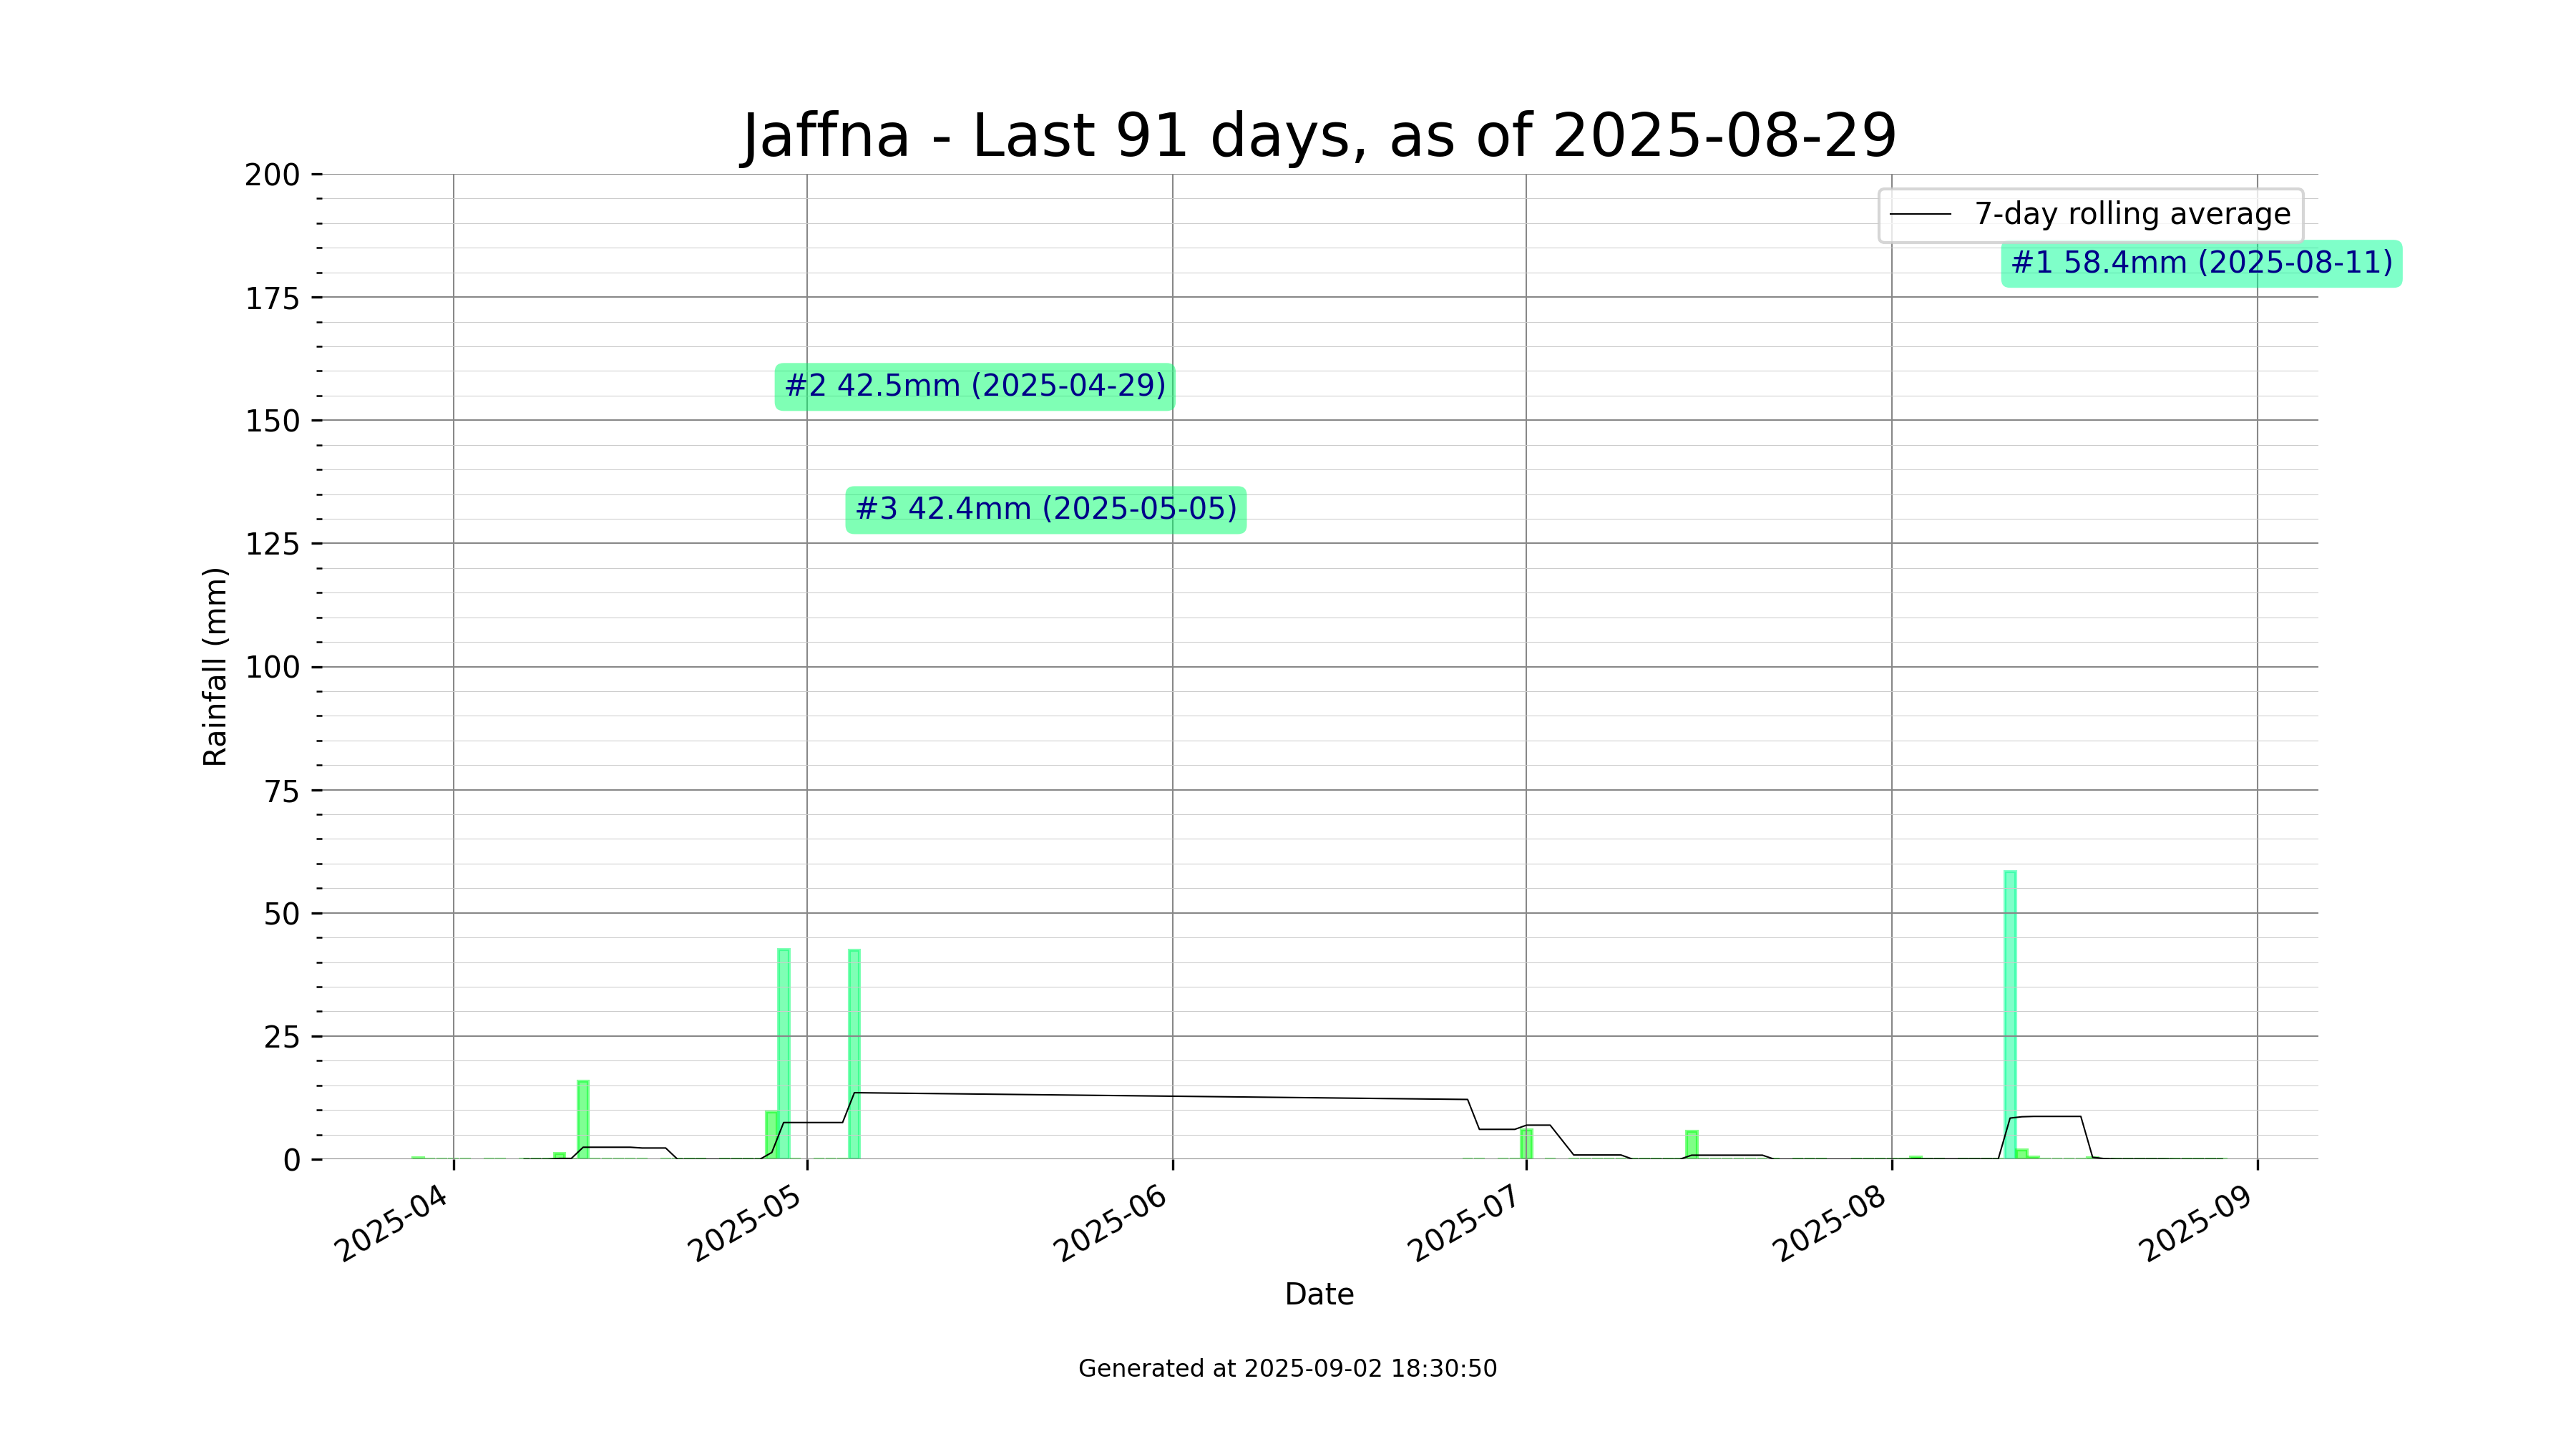 Jaffna - Last 91 days, as of 2025-08-29
200
175
150
125
100
75
50
25
0
Rainfall (mm)
7-day rolling average
#1 58.4mm (2025-08-11)
#2 42.5mm (2025-04-29)
#3 42.4mm (2025-05-05)
2025-04
2025-05
2025-06
2025-07
2025-08
2025-09
Date
Generated at 2025-09-02 18:30:50